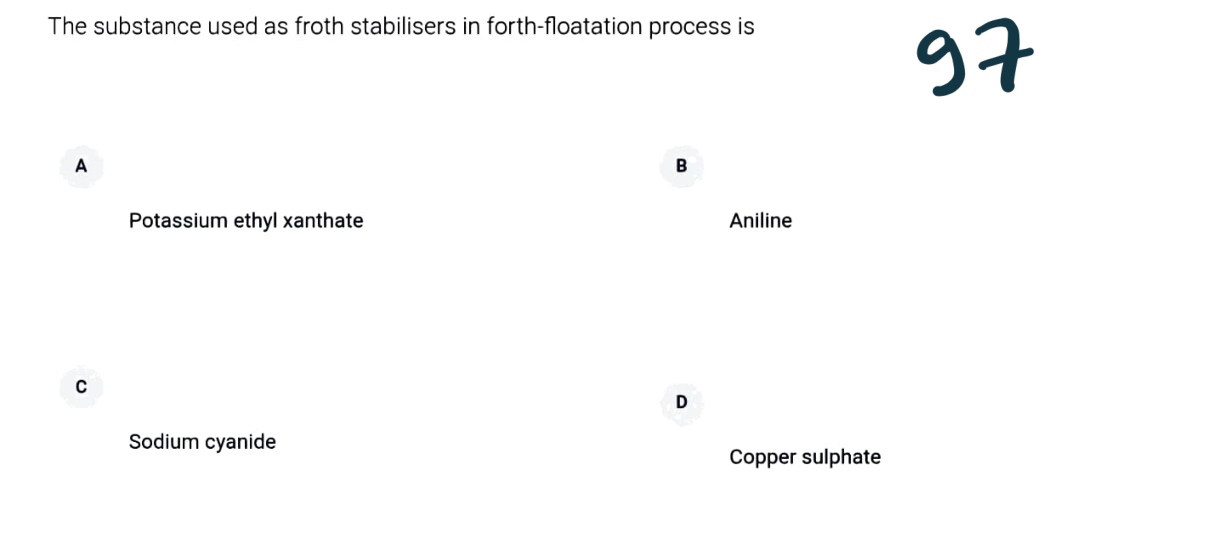 The substance used as froth stabilisers in forth-floatation process is
97
A
Potassium ethyl xanthate
B
Aniline
C
Sodium cyanide
D
Copper sulphate